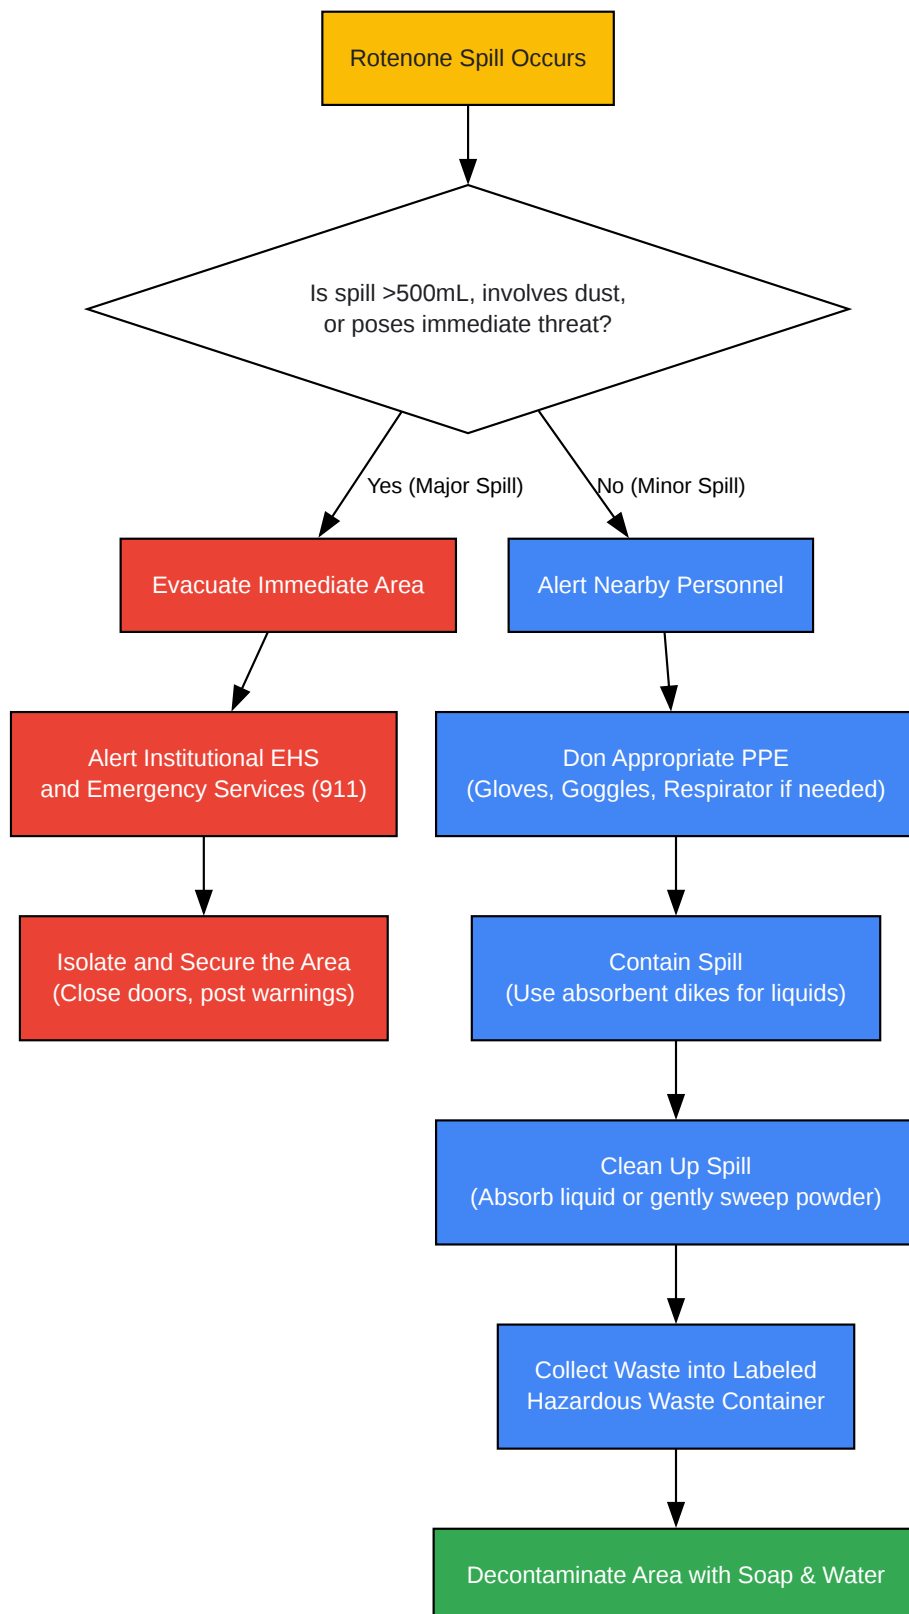 Rotenone Spill Occurs
Is spill >500mL, involves dust,
or poses immediate threat?
Yes (Major Spill)
No (Minor Spill)
Evacuate Immediate Area
Alert Nearby Personnel
Alert Institutional EHS
and Emergency Services (911)
Don Appropriate PPE
(Gloves, Goggles, Respirator if needed)
Isolate and Secure the Area
(Close doors, post warnings)
Contain Spill
(Use absorbent dikes for liquids)
Clean Up Spill
(Absorb liquid or gently sweep powder)
Collect Waste into Labeled
Hazardous Waste Container
Decontaminate Area with Soap & Water